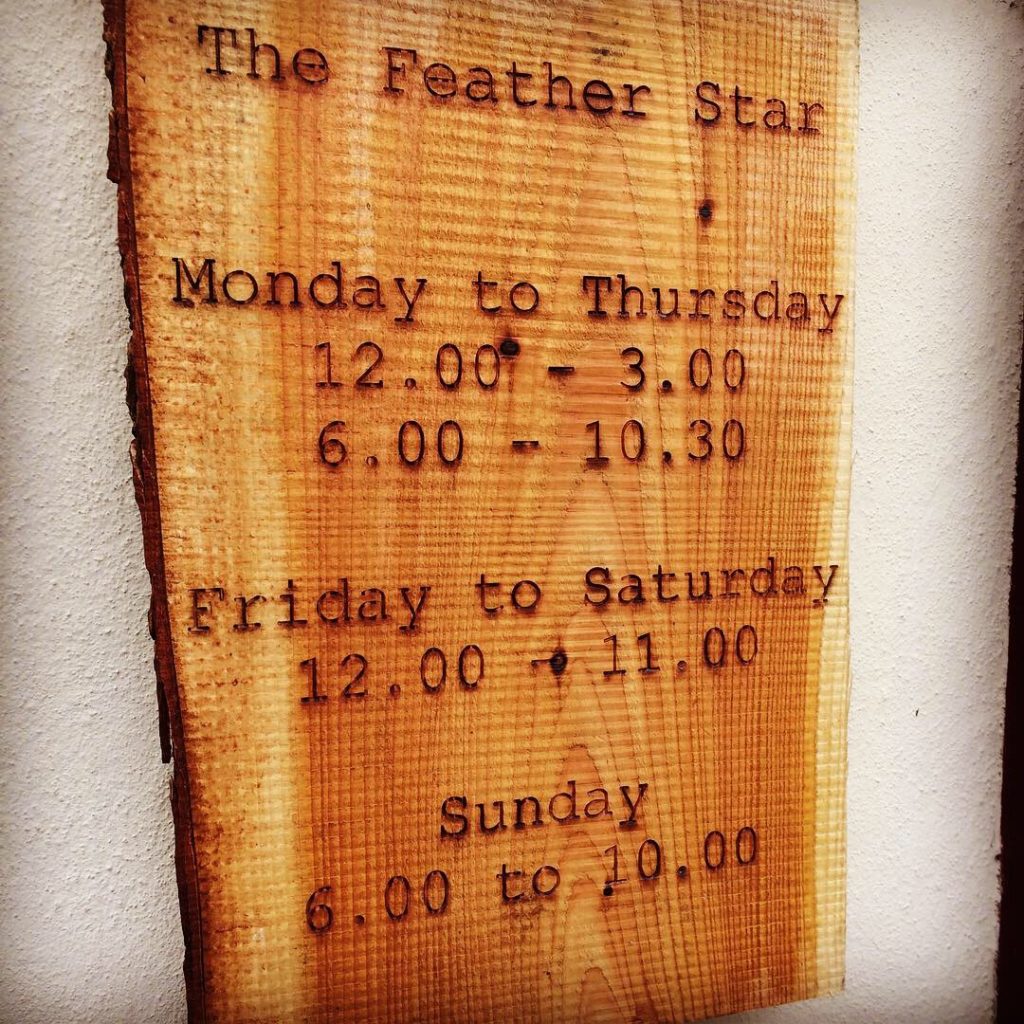 The Feather Star
Monday to Thursday
12.00 - 3.00
6.00 - 10.30
Friday to Saturday
12.00 - 11.00
Sunday
6.00 to 10.00